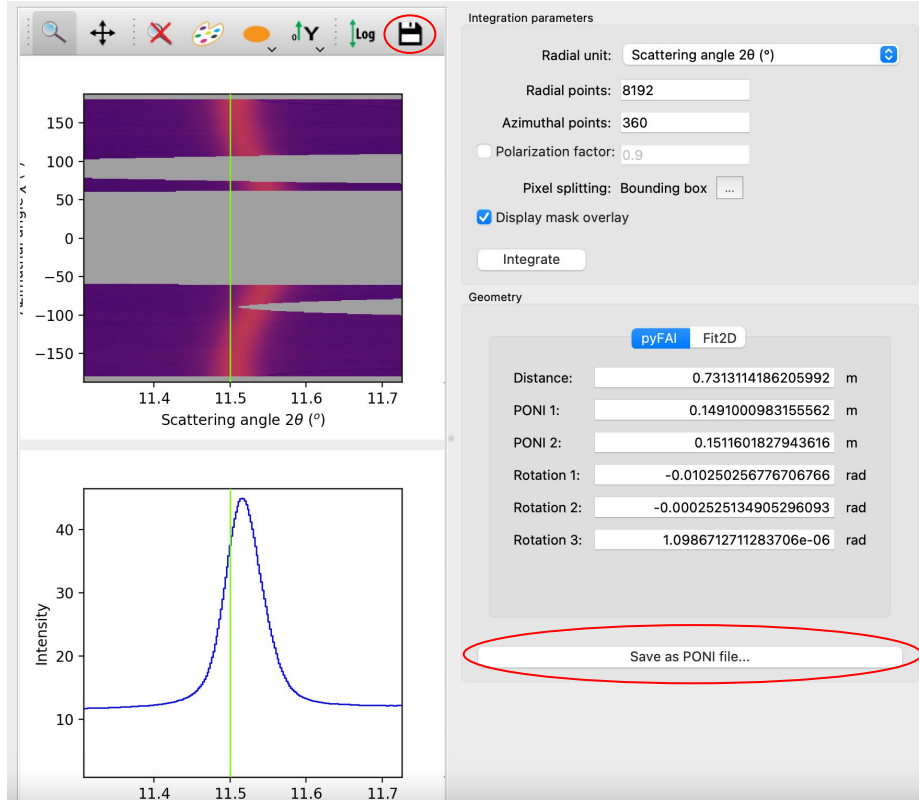 Y
Log
150
100
50
0
−50
−100
−150
11.4 11.5 11.6 11.7
Scattering angle 2θ (°)
40
30
20
10
Intensity
11.4 11.5 11.6 11.7
Integration parameters
Radial unit: Scattering angle 2θ (°)
Radial points: 8192
Azimuthal points: 360
Polarization factor: 0.9
Pixel splitting: Bounding box ...
Display mask overlay
Integrate
Geometry
pyFAI Fit2D
Distance: 0.7313114186205992 m
PONI 1: 0.1491000983155562 m
PONI 2: 0.1511601827943616 m
Rotation 1: -0.010250256776706766 rad
Rotation 2: -0.0002525134905296093 rad
Rotation 3: 1.0986712711283706e-06 rad
Save as PONI file...